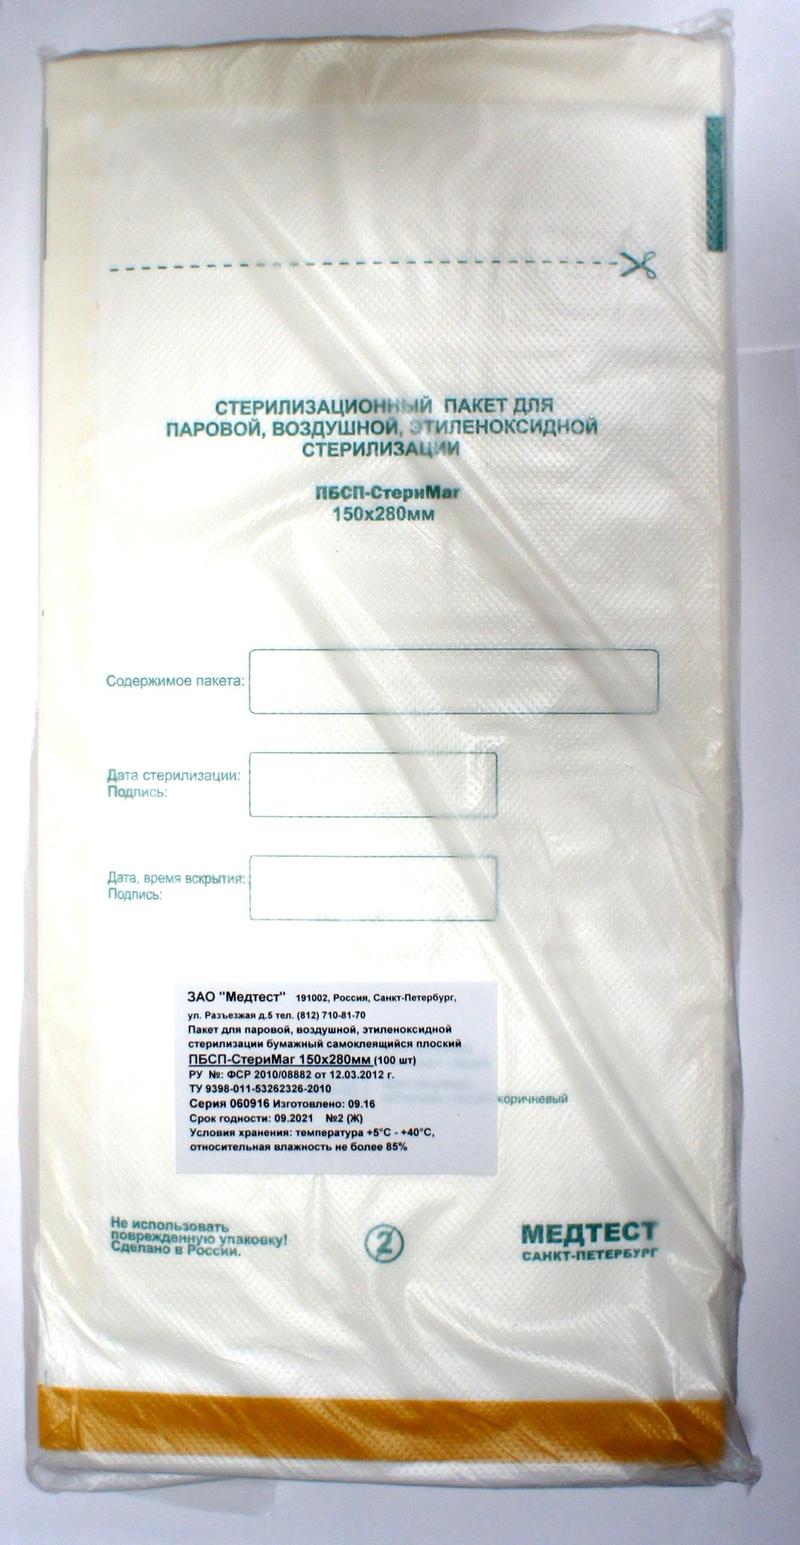 СТЕРИЛИЗАЦИОННЫЙ ПАКЕТ ДЛЯ
ПАРОВОЙ, ВОЗДУШНОЙ, ЭТИЛЕНОКСИДНОЙ
СТЕРИЛИЗАЦИИ
ПБСП-СтериМаг
150х280мм
Содержимое пакета:
Дата стерилизации:
Подпись:
Дата, время вскрытия:
Подпись:
ЗАО "Медтест" 191002, Россия, Санкт-Петербург,
ул. Разъезжая д.5 тел. (812) 710-81-70
Пакет для паровой, воздушной, этиленоксидной
стерилизации бумажный самоклеящийся плоский
ПБСП-СтериМаг 150х280мм (100 шт)
РУ №: ФСР 2010/08882 от 12.03.2012 г.
ТУ 9398-011-53262326-2010
Серия 060916 Изготовлено: 09.16
Срок годности: 09.2021 №2 (Ж)
Условия хранения: температура +5°С - +40°С,
относительная влажность не более 85%
коричневый
Не использовать
поврежденную упаковку!
Сделано в России.
2
МЕДТЕСТ
САНКТ-ПЕТЕРБУРГ